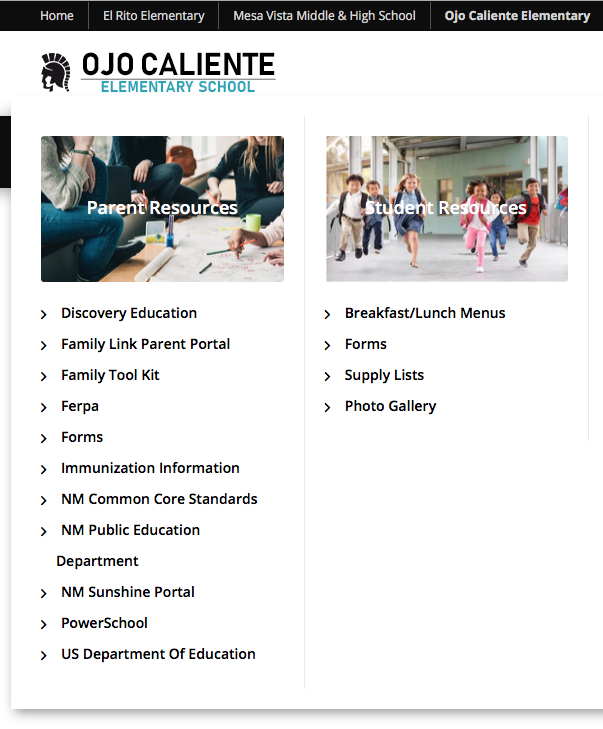 Home
El Rito Elementary
Mesa Vista Middle & High School
Ojo Caliente Elementary
OJO CALIENTE
ELEMENTARY SCHOOL
Parent Resources
Discovery Education
Family Link Parent Portal
Family Tool Kit
Ferpa
Forms
Immunization Information
NM Common Core Standards
NM Public Education
Department
NM Sunshine Portal
PowerSchool
US Department Of Education
Student Resources
Breakfast/Lunch Menus
Forms
Supply Lists
Photo Gallery